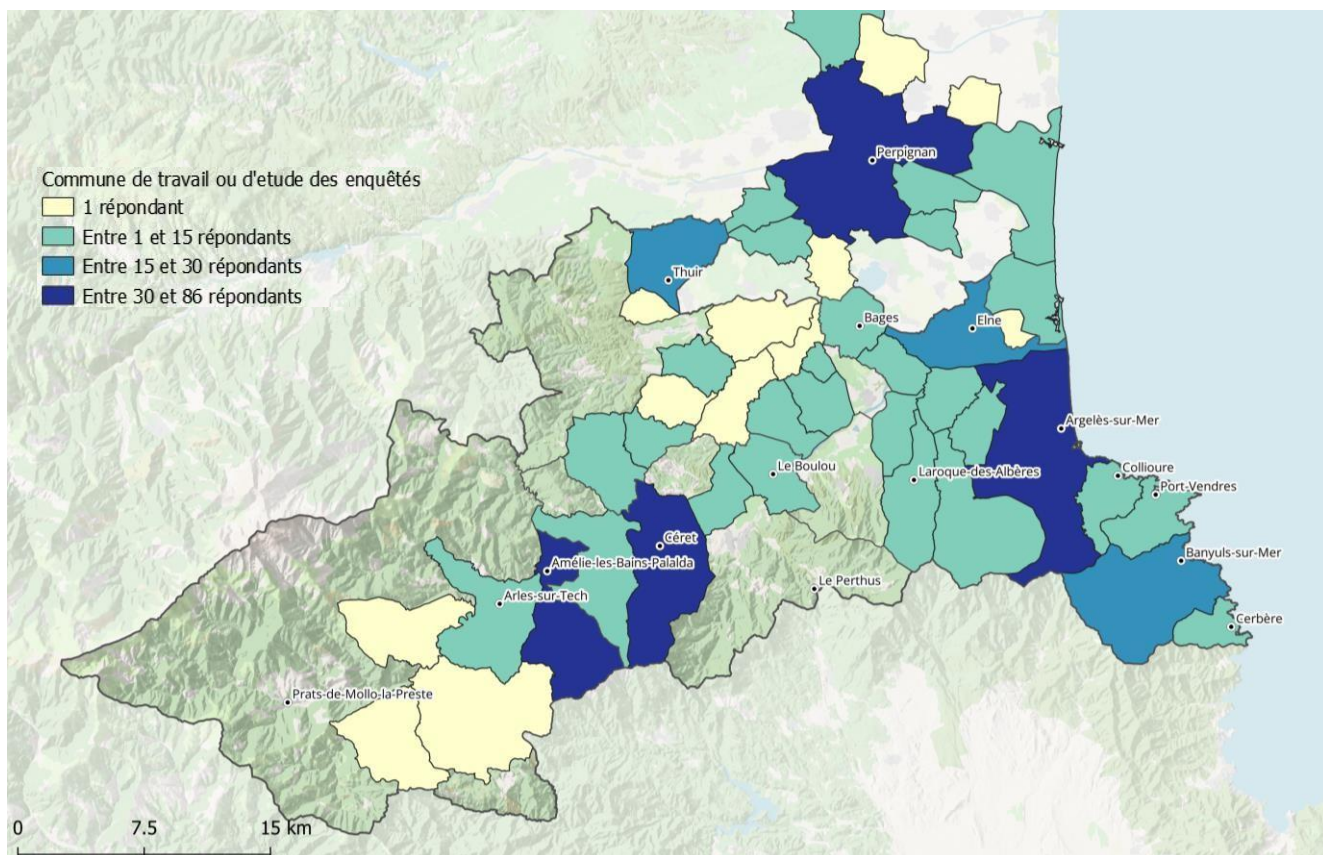 Perpignan
Commune de travail ou d'etude des enquêtés
1 répondant
Entre 1 et 15 répondants
Entre 15 et 30 répondants
Entre 30 et 86 répondants
Thuir
Bages
Elne
Argelès-sur-Mer
Le Boulou
Laroque-des-Albères
Collioure
Port-Vendres
Céret
Banyuls-sur-Mer
Amélie-les-Bains-Palalda
Le Perthus
Arles-sur-Tech
Cerbère
Prats-de-Mollo-la-Preste
0 7.5 15 km